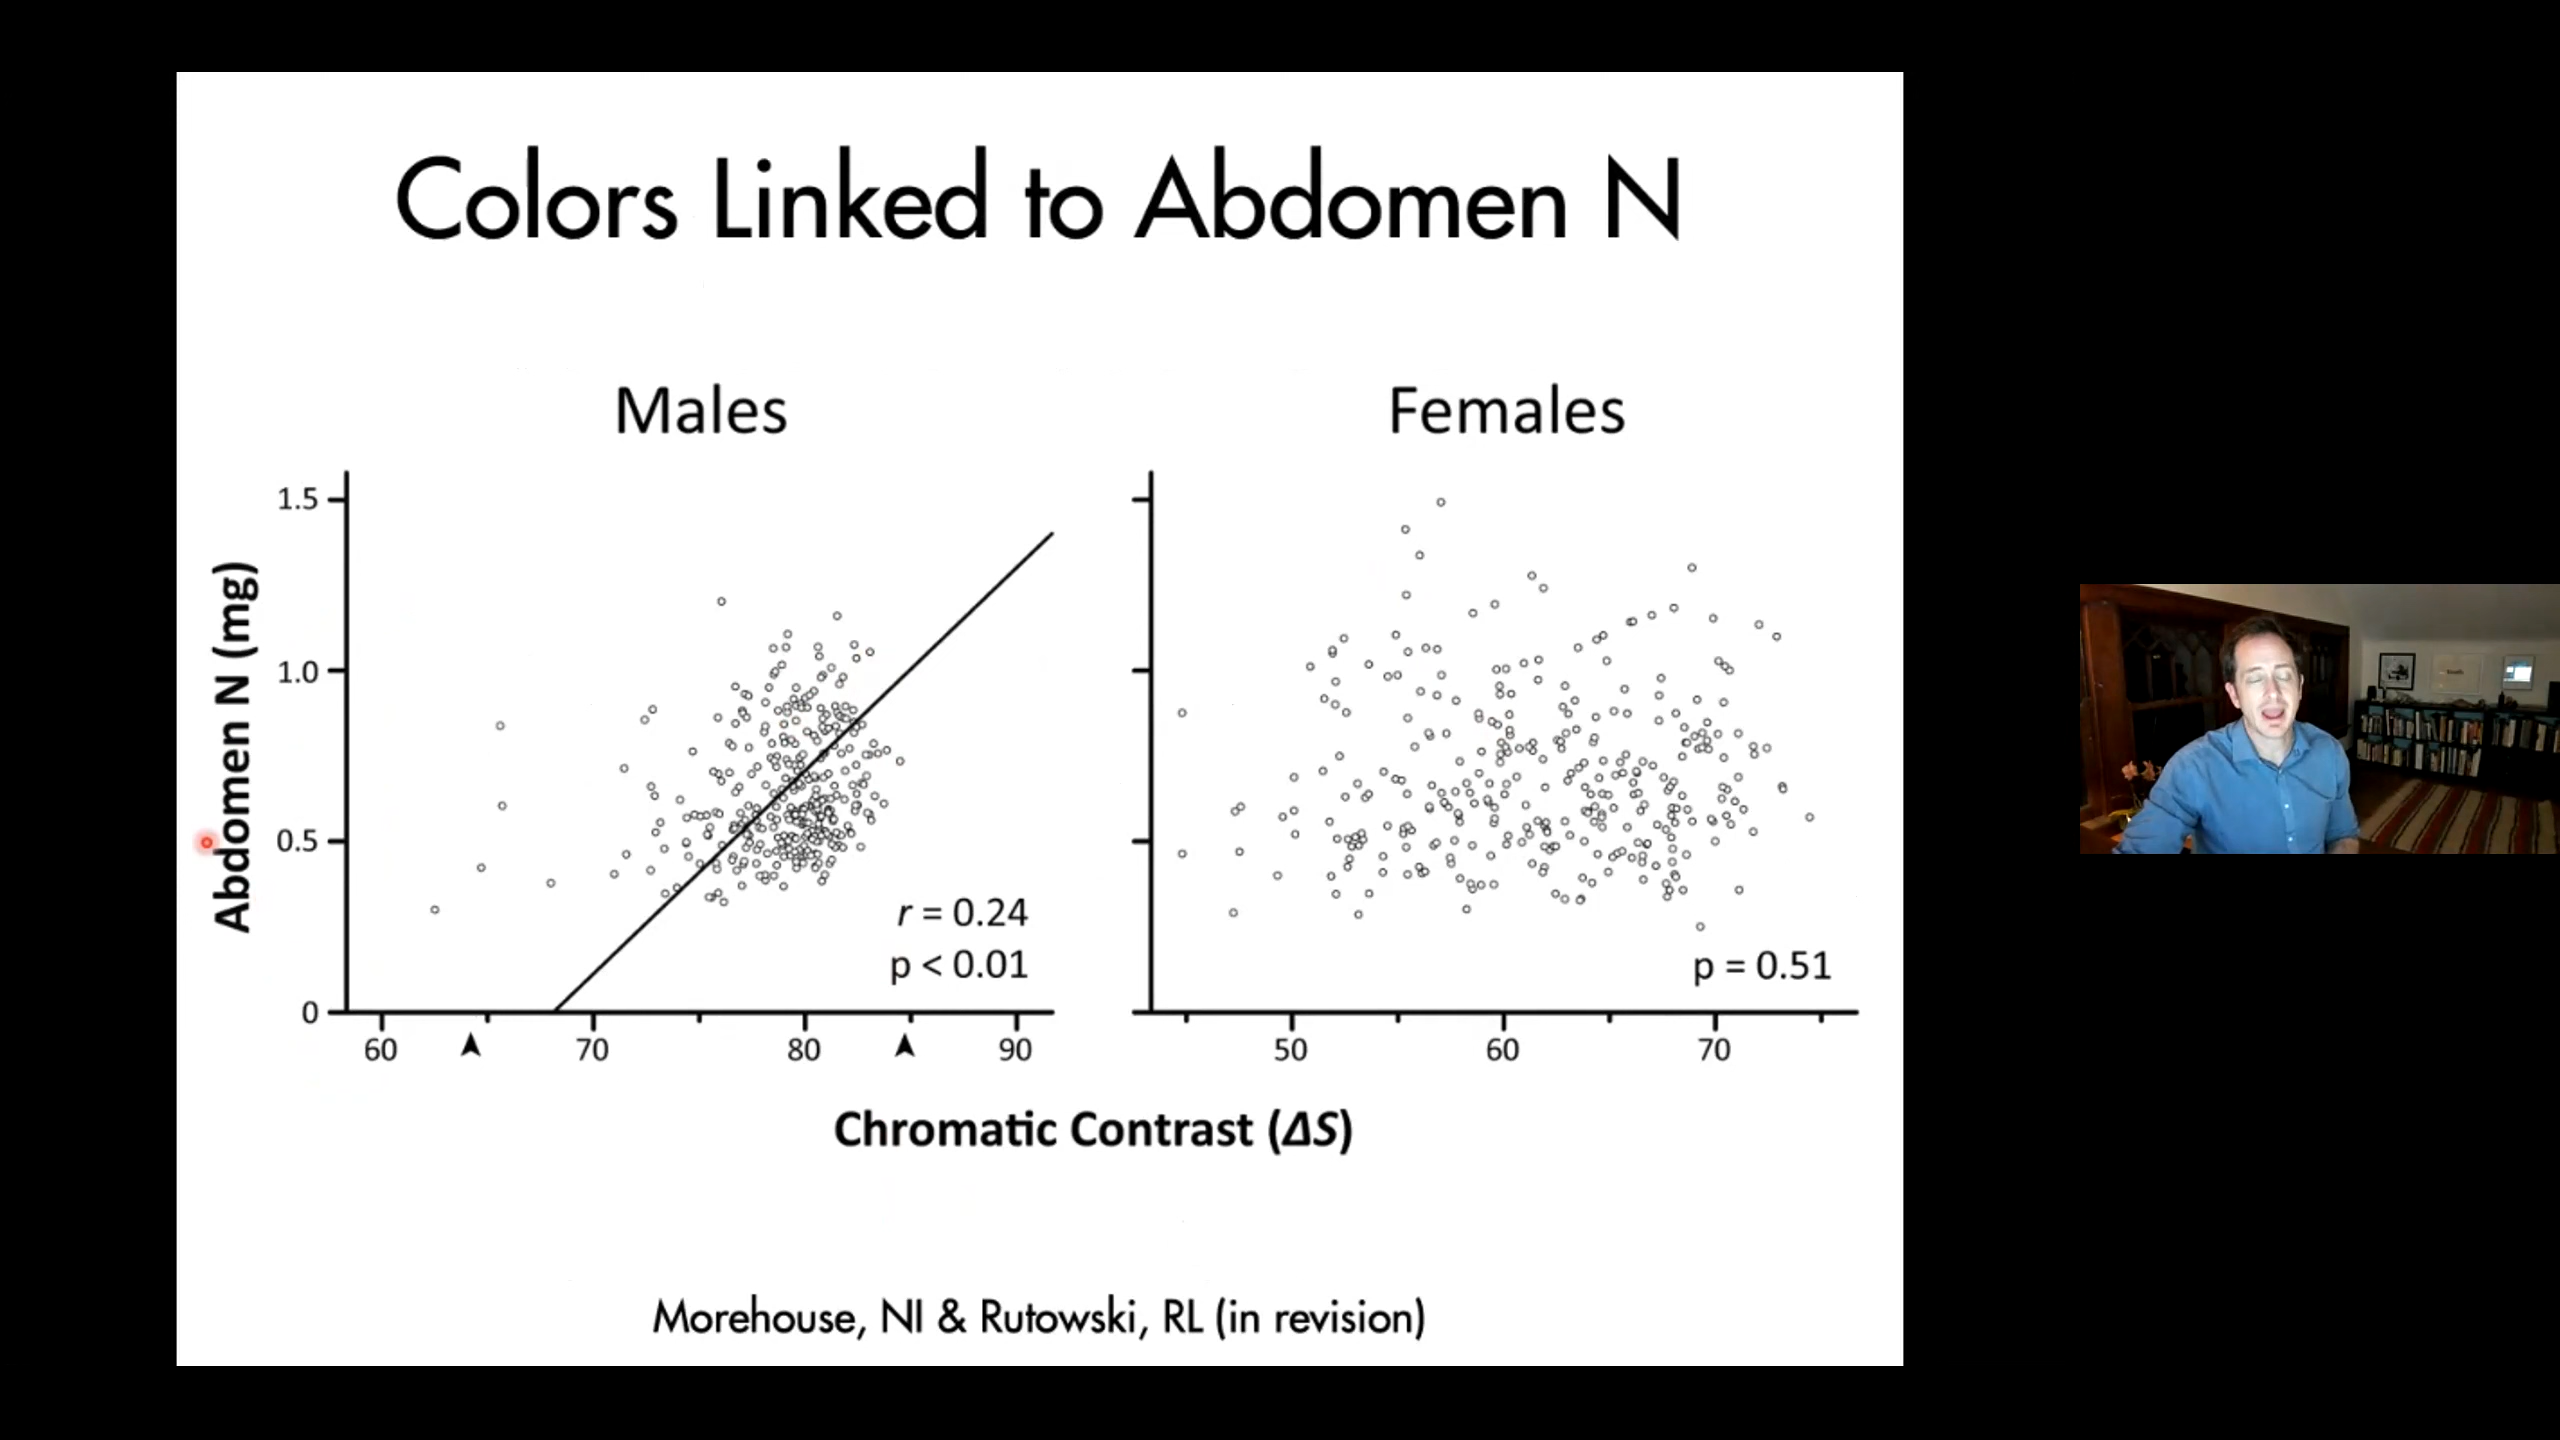 Colors Linked to Abdomen N
Males
Females
Abdomen N (mg)
1.5
1.0
0.5
0
r = 0.24
p < 0.01
p = 0.51
60
70
80
90
50
60
70
Chromatic Contrast (ΔS)
Morehouse, NI & Rutowski, RL (in revision)